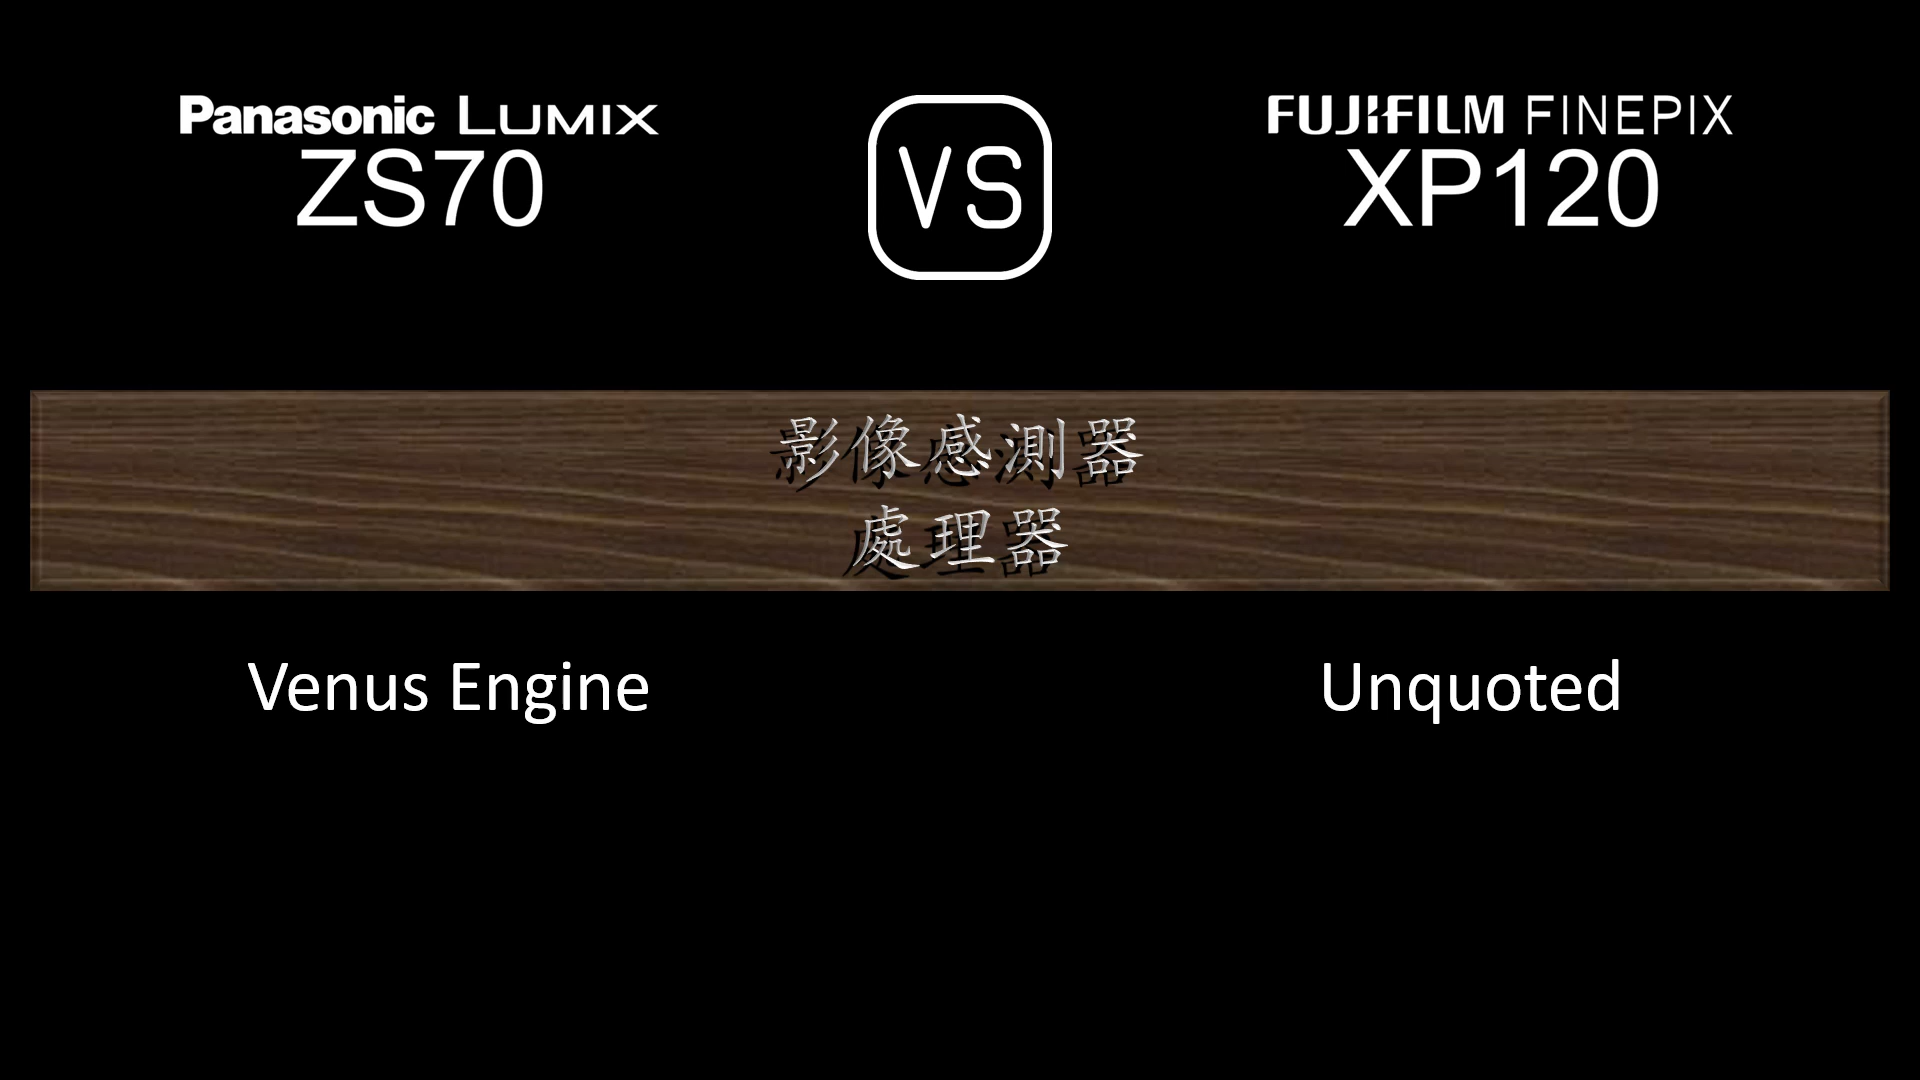 Panasonic LUMIX
ZS70
VS
FUJIFILM FINEPIX
XP120
影像感測器
處理器
Venus Engine
Unquoted